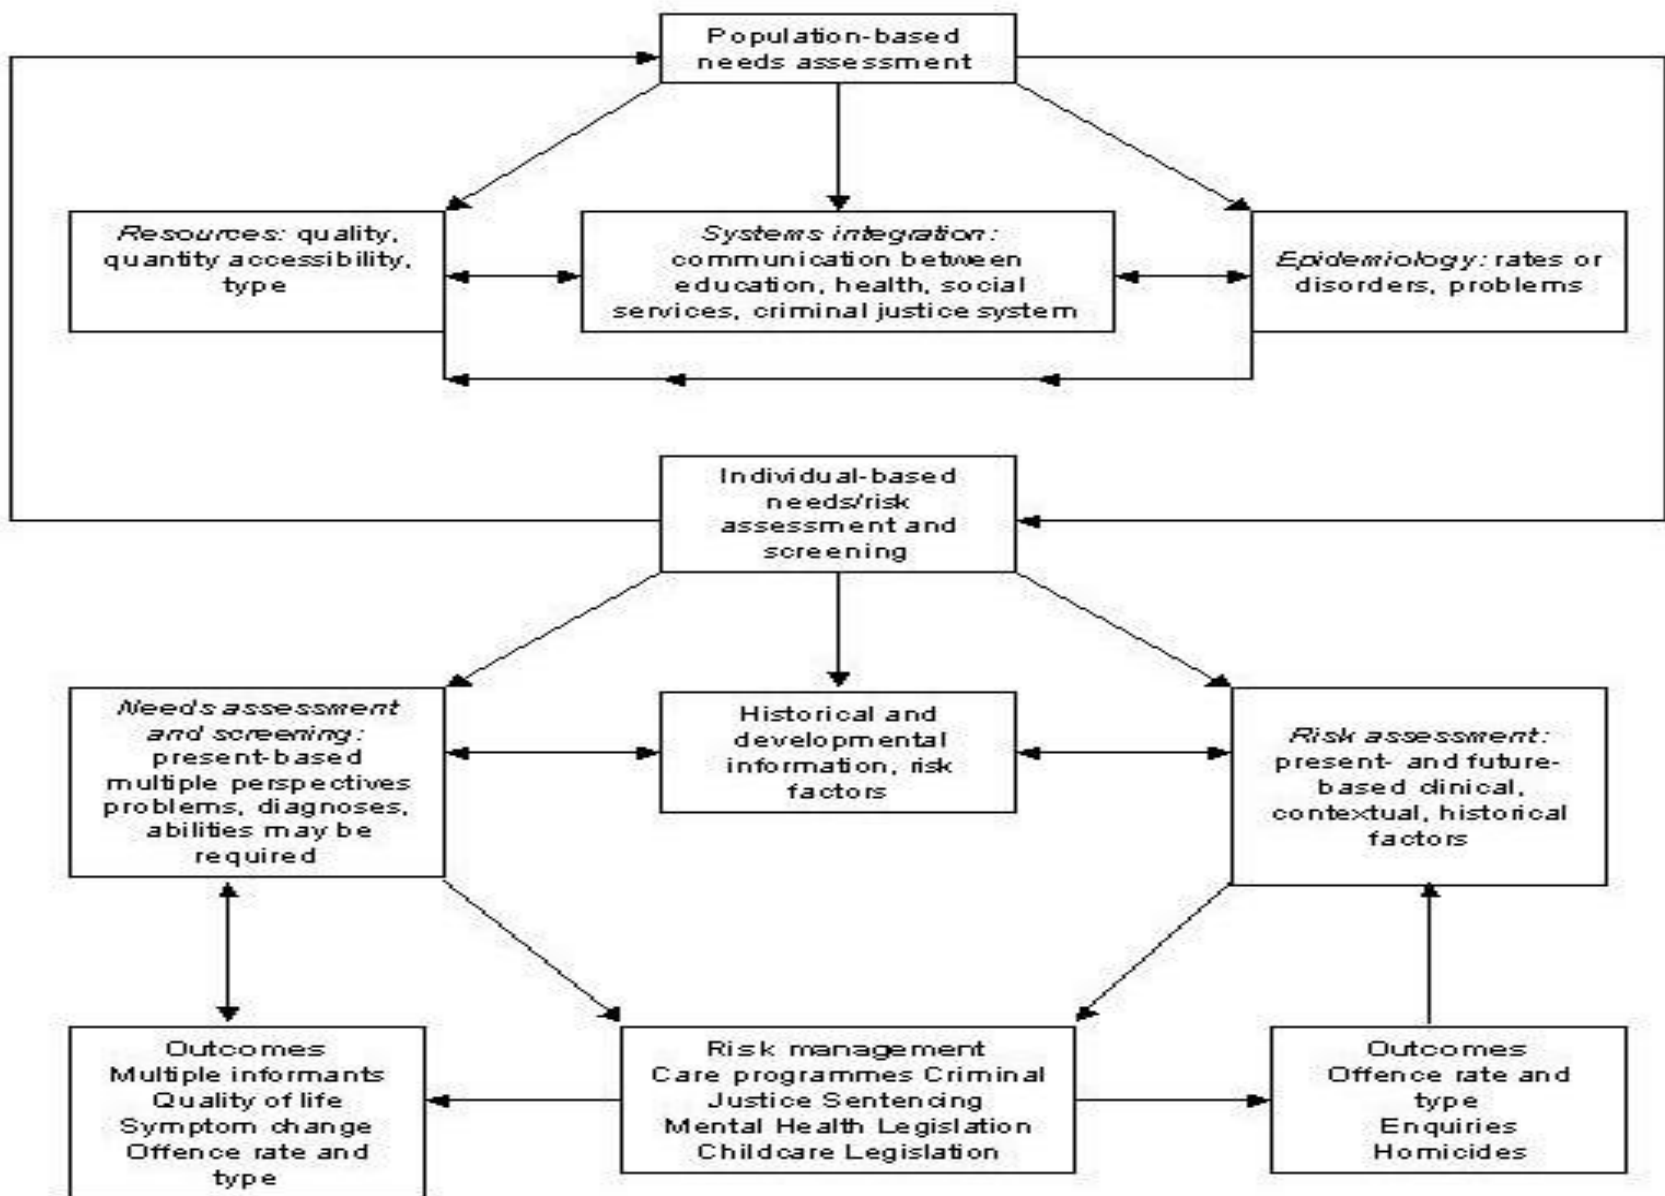 Population-based
needs assessment
Resources: quality,
quantity accessibility,
type
Systems integration:
communication between
education, health, social
services, criminal justice system
Epidemiology: rates or
disorders, problems
Individual-based
needs/risk
assessment and
screening
Needs assessment
and screening:
present-based
multiple perspectives
problems, diagnoses,
abilities may be
required
Historical and
developmental
information, risk
factors
Risk assessment:
present- and future-
based clinical,
contextual, historical
factors
Outcomes
Multiple informants
Quality of life
Symptom change
Offence rate and
type
Risk management
Care programmes Criminal
Justice Sentencing
Mental Health Legislation
Childcare Legislation
Outcomes
Offence rate and
type
Enquiries
Homicides